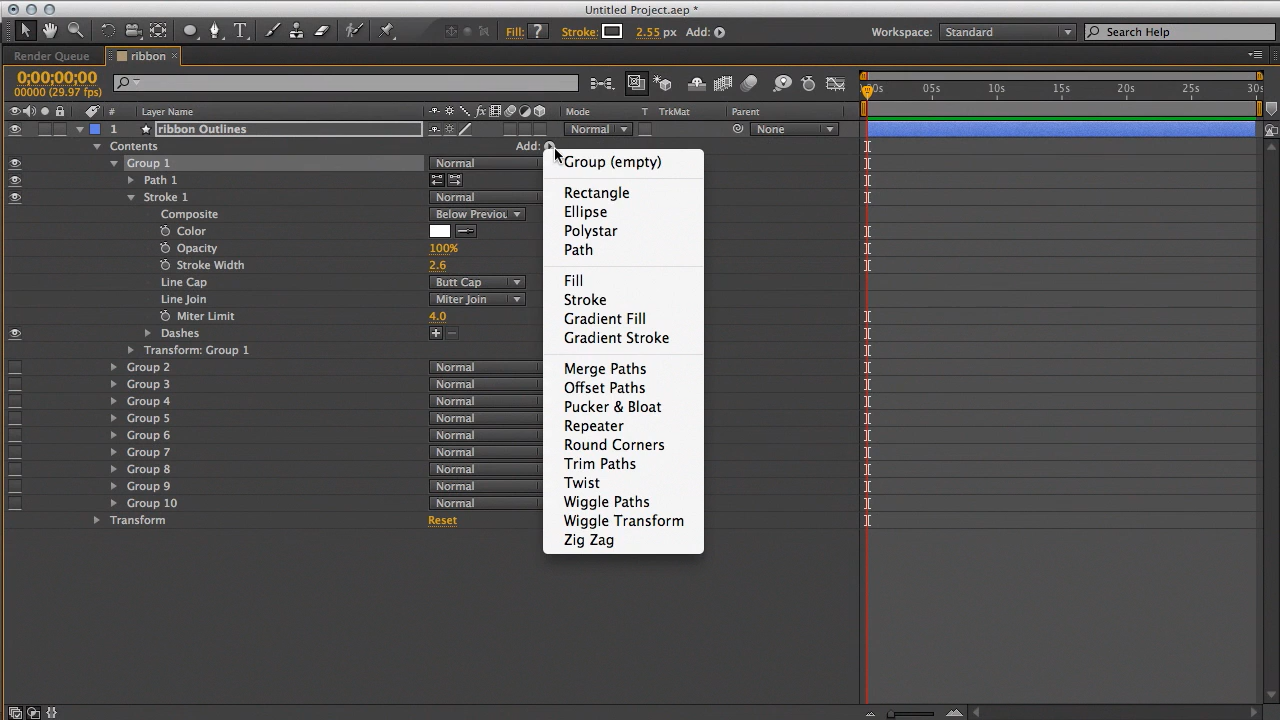 Untitled Project.aep *
Fill: ? Stroke: 2.55 px Add: Workspace: Standard Search Help
Render Queue ribbon ×
0;00;00;00
00000 (29.97 fps)
:00s 05s 10s 15s 20s 25s 30s
# Layer Name fx Mode T TrkMat Parent
1 ribbon Outlines Normal None
Contents Add:
Group 1 Normal
Path 1
Stroke 1 Normal
Composite Below Previou
Color
Opacity 100%
Stroke Width 2.6
Line Cap Butt Cap
Line Join Miter Join
Miter Limit 4.0
Dashes + −
Transform: Group 1
Group 2 Normal
Group 3 Normal
Group 4 Normal
Group 5 Normal
Group 6 Normal
Group 7 Normal
Group 8 Normal
Group 9 Normal
Group 10 Normal
Transform Reset
Group (empty)
Rectangle
Ellipse
Polystar
Path
Fill
Stroke
Gradient Fill
Gradient Stroke
Merge Paths
Offset Paths
Pucker & Bloat
Repeater
Round Corners
Trim Paths
Twist
Wiggle Paths
Wiggle Transform
Zig Zag